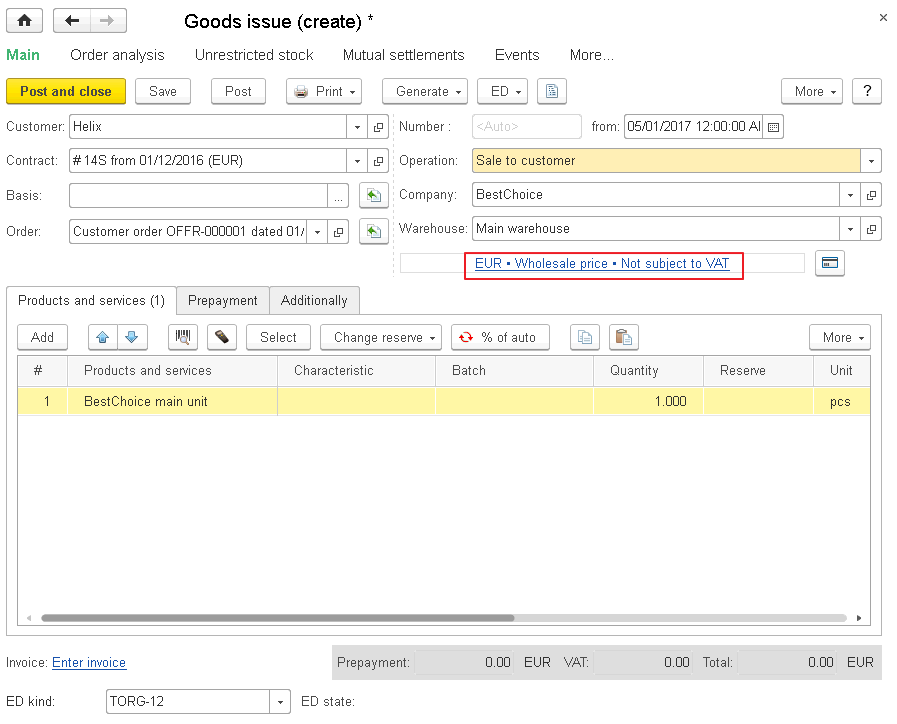 Goods issue (create) *
Main Order analysis Unrestricted stock Mutual settlements Events More...
Post and close Save Post Print Generate ED More ?
Customer: Helix Number : <Auto> from: 05/01/2017 12:00:00 AI
Contract: # 14S from 01/12/2016 (EUR) Operation: Sale to customer
Basis: ... Company: BestChoice
Order: Customer order OFFR-000001 dated 01/ Warehouse: Main warehouse
EUR • Wholesale price • Not subject to VAT
Products and services (1) Prepayment Additionally
Add Select Change reserve % of auto More
# Products and services Characteristic Batch Quantity Reserve Unit
1 BestChoice main unit 1.000 pcs
Invoice: Enter invoice Prepayment: 0.00 EUR VAT: 0.00 Total: 0.00 EUR
ED kind: TORG-12 ED state: